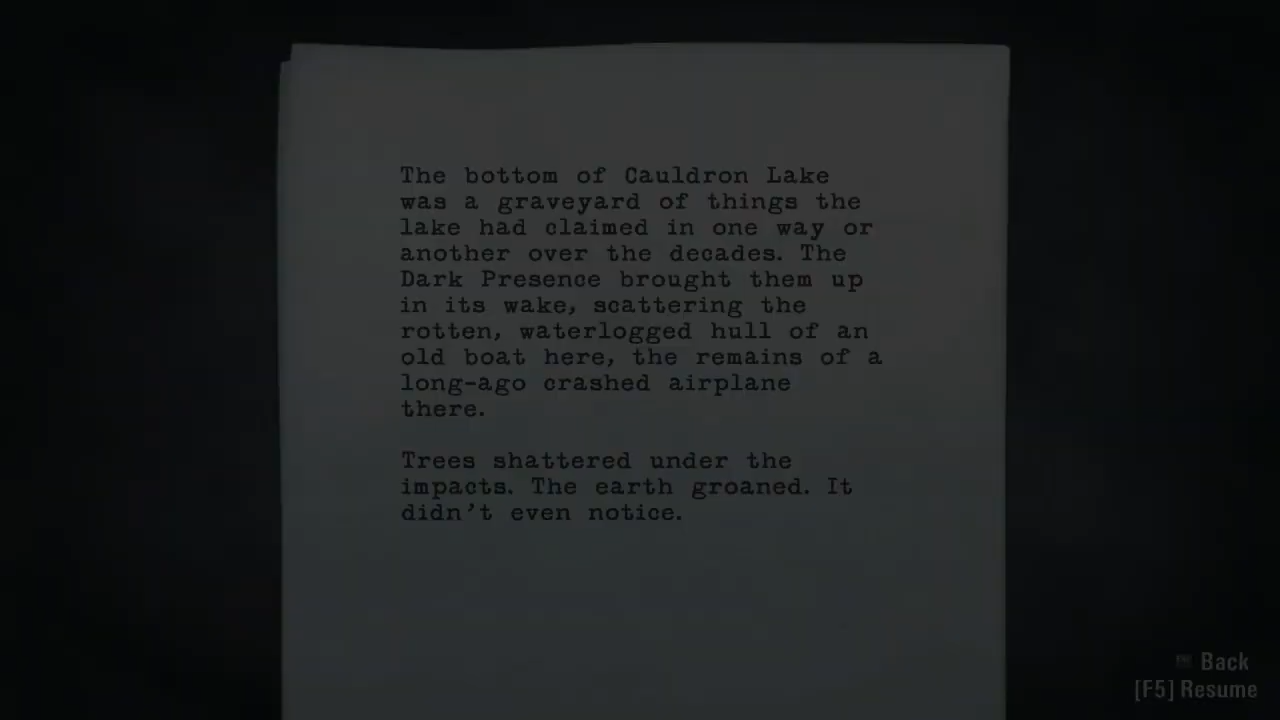 The bottom of Cauldron Lake
was a graveyard of things the
lake had claimed in one way or
another over the decades. The
Dark Presence brought them up
in its wake, scattering the
rotten, waterlogged hull of an
old boat here, the remains of a
long-ago crashed airplane
there.
Trees shattered under the
impacts. The earth groaned. It
didn't even notice.
Back
[F5] Resume